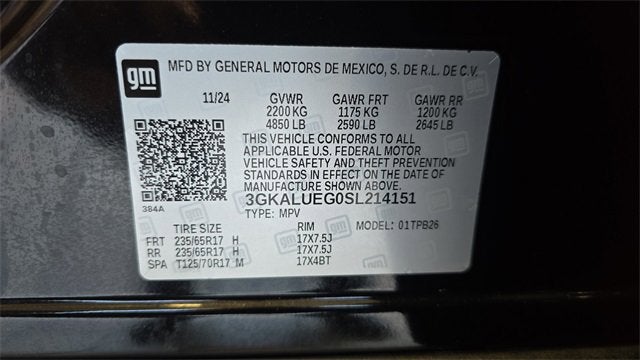 gm
MFD BY GENERAL MOTORS DE MEXICO, S. DE R.L. DE C.V.
11/24 GVWR GAWR FRT GAWR RR
2200 KG 1175 KG 1200 KG
4850 LB 2590 LB 2645 LB
THIS VEHICLE CONFORMS TO ALL
APPLICABLE U.S. FEDERAL MOTOR
VEHICLE SAFETY AND THEFT PREVENTION
STANDARDS IN EFFECT ON THE DATE OF
MANUFACTURE SHOWN ABOVE.
384A 3GKALUEG0SL214151
TYPE: MPV MODEL: 01TPB26
TIRE SIZE RIM
FRT 235/65R17 H 17X7.5J
RR 235/65R17 H 17X7.5J
SPA T125/70R17 M 17X4BT